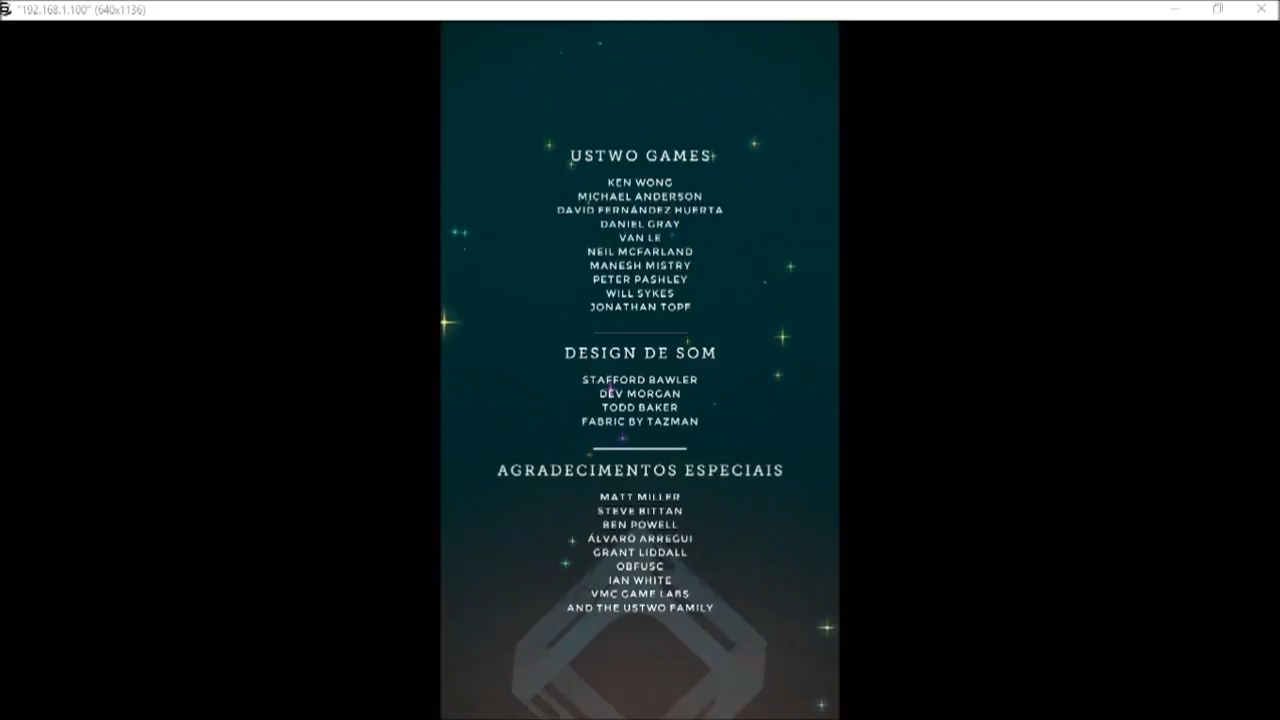 "192.168.1.100" (640x1136)
USTWO GAMES
KEN WONG
MICHAEL ANDERSON
DAVID FERNÁNDEZ HUERTA
DANIEL GRAY
VAN LE
NEIL MCFARLAND
MANESH MISTRY
PETER PASHLEY
WILL SYKES
JONATHAN TOPF
DESIGN DE SOM
STAFFORD BAWLER
DEV MORGAN
TODD BAKER
FABRIC BY TAZMAN
AGRADECIMENTOS ESPECIAIS
MATT MILLER
STEVE BITTAN
BEN POWELL
ÁLVARO ARREGUI
GRANT LIDDALL
OBFUSC
IAN WHITE
VMC GAME LABS
AND THE USTWO FAMILY